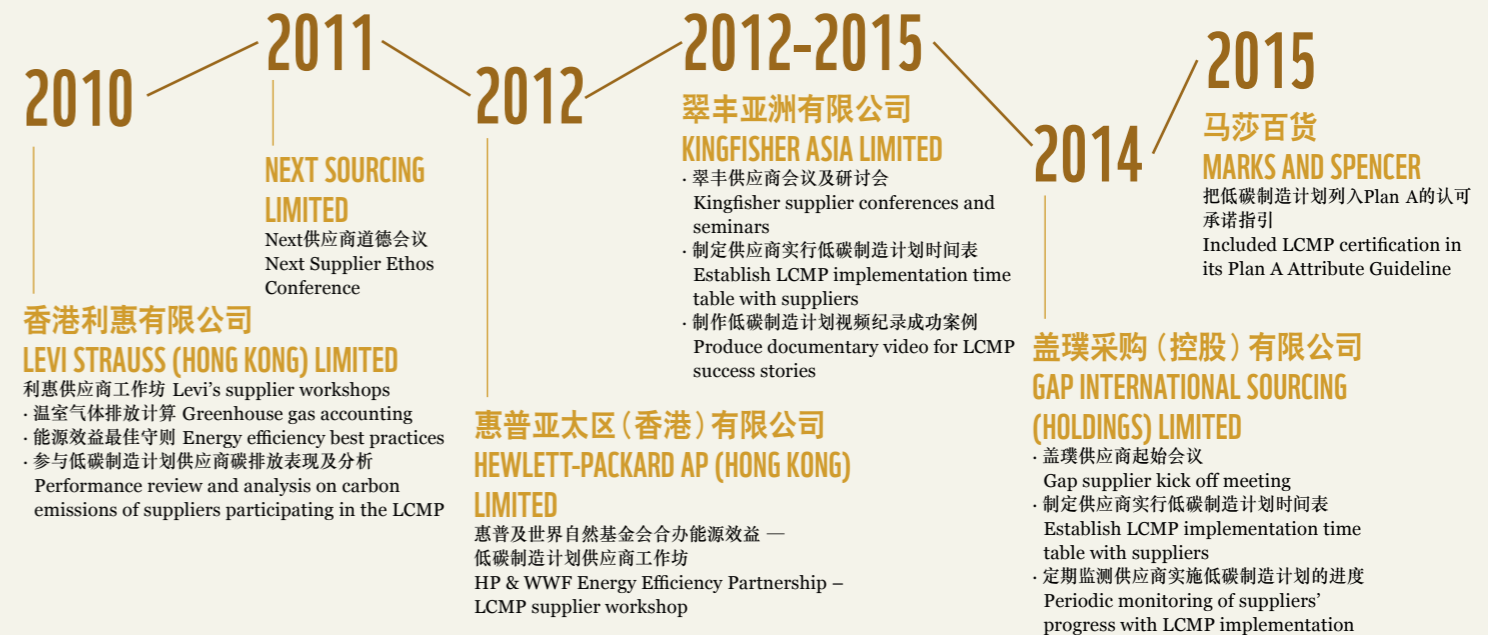 2010
香港利惠有限公司
LEVI STRAUSS (HONG KONG) LIMITED
利惠供应商工作坊 Levi’s supplier workshops
· 温室气体排放计算 Greenhouse gas accounting
· 能源效益最佳守则 Energy efficiency best practices
· 参与低碳制造计划供应商碳排放表现及分析
Performance review and analysis on carbon
emissions of suppliers participating in the LCMP
2011
NEXT SOURCING
LIMITED
Next供应商道德会议
Next Supplier Ethos
Conference
2012
惠普亚太区（香港）有限公司
HEWLETT-PACKARD AP (HONG KONG)
LIMITED
惠普及世界自然基金会合办能源效益 —
低碳制造计划供应商工作坊
HP & WWF Energy Efficiency Partnership –
LCMP supplier workshop
2012-2015
翠丰亚洲有限公司
KINGFISHER ASIA LIMITED
· 翠丰供应商会议及研讨会
Kingfisher supplier conferences and
seminars
· 制定供应商实行低碳制造计划时间表
Establish LCMP implementation time
table with suppliers
· 制作低碳制造计划视频纪录成功案例
Produce documentary video for LCMP
success stories
2014
盖璞采购（控股）有限公司
GAP INTERNATIONAL SOURCING
(HOLDINGS) LIMITED
· 盖璞供应商起始会议
Gap supplier kick off meeting
· 制定供应商实行低碳制造计划时间表
Establish LCMP implementation time
table with suppliers
· 定期监测供应商实施低碳制造计划的进度
Periodic monitoring of suppliers’
progress with LCMP implementation
2015
马莎百货
MARKS AND SPENCER
把低碳制造计划列入Plan A的认可
承诺指引
Included LCMP certification in
its Plan A Attribute Guideline